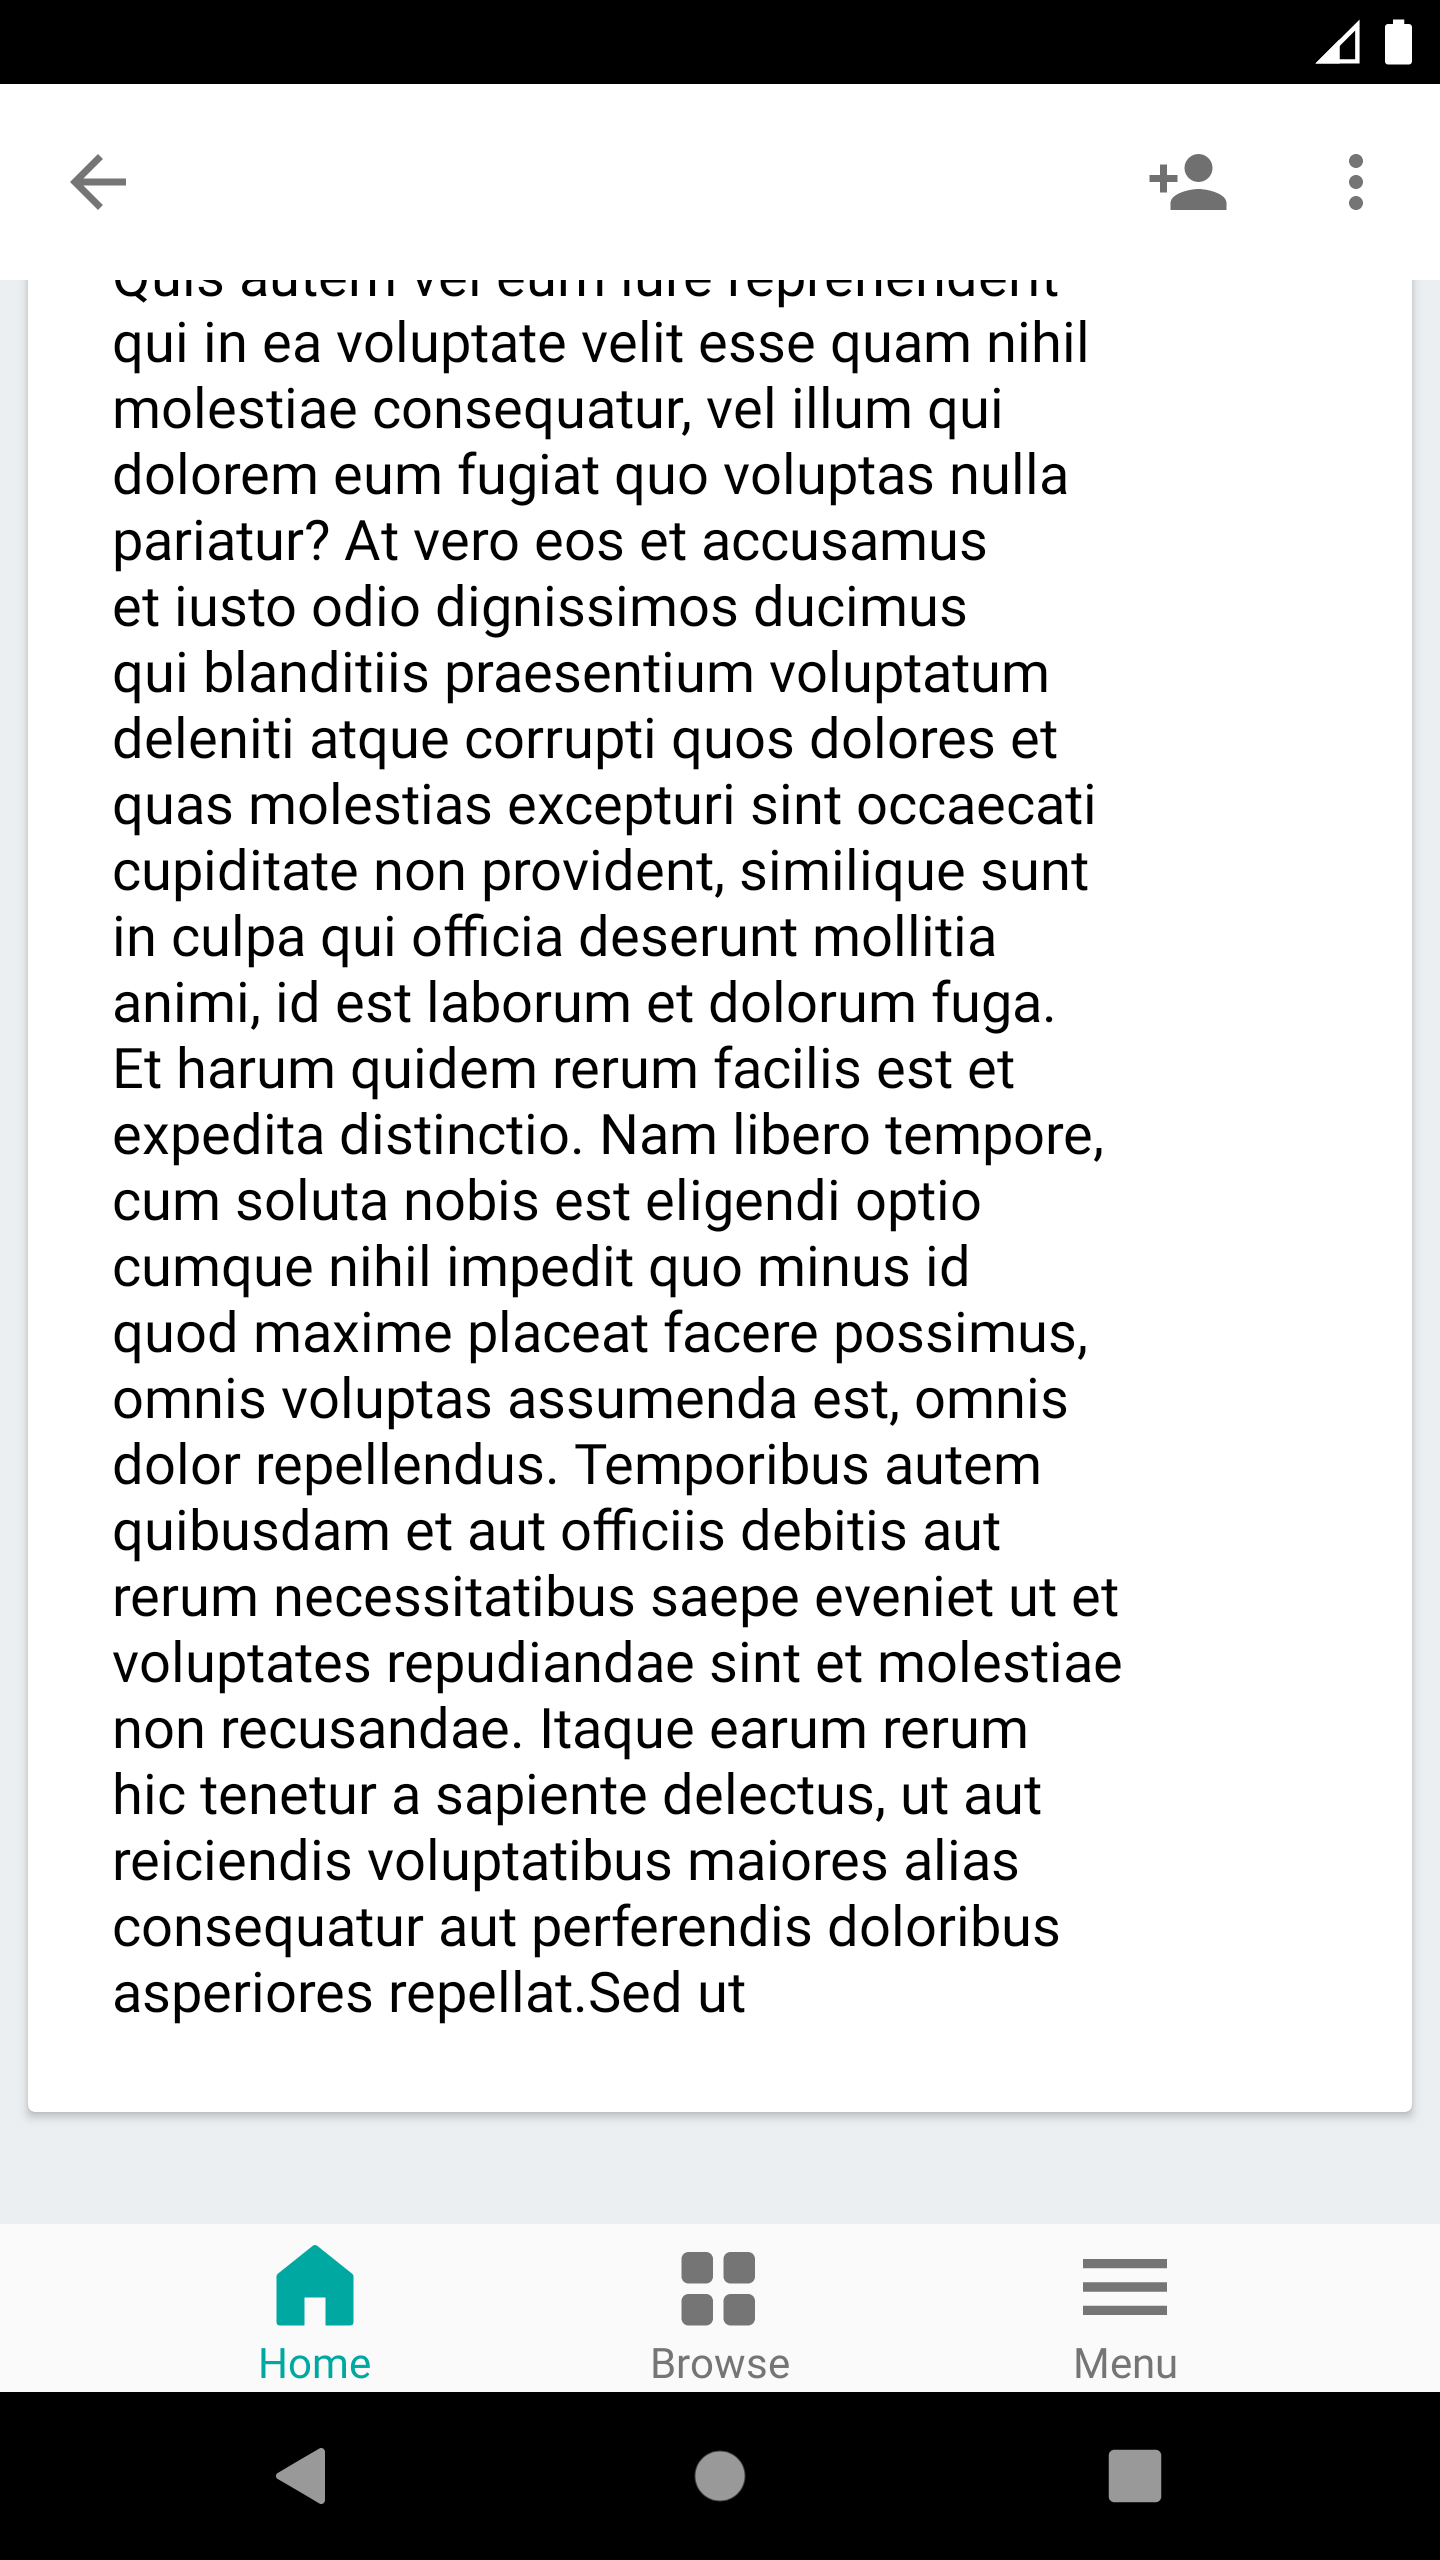 Quis autem vel eum iure reprehenderit
qui in ea voluptate velit esse quam nihil
molestiae consequatur, vel illum qui
dolorem eum fugiat quo voluptas nulla
pariatur? At vero eos et accusamus
et iusto odio dignissimos ducimus
qui blanditiis praesentium voluptatum
deleniti atque corrupti quos dolores et
quas molestias excepturi sint occaecati
cupiditate non provident, similique sunt
in culpa qui officia deserunt mollitia
animi, id est laborum et dolorum fuga.
Et harum quidem rerum facilis est et
expedita distinctio. Nam libero tempore,
cum soluta nobis est eligendi optio
cumque nihil impedit quo minus id
quod maxime placeat facere possimus,
omnis voluptas assumenda est, omnis
dolor repellendus. Temporibus autem
quibusdam et aut officiis debitis aut
rerum necessitatibus saepe eveniet ut et
voluptates repudiandae sint et molestiae
non recusandae. Itaque earum rerum
hic tenetur a sapiente delectus, ut aut
reiciendis voluptatibus maiores alias
consequatur aut perferendis doloribus
asperiores repellat.Sed ut
Home
Browse
Menu